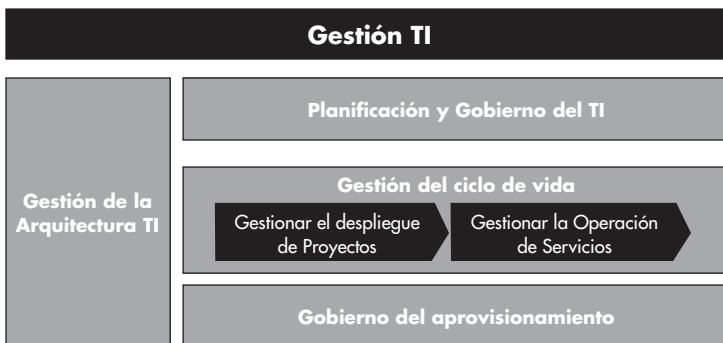 Gestión TI
Gestión de la
Arquitectura TI
Planificación y Gobierno del TI
Gestión del ciclo de vida
Gestionar el despliegue
de Proyectos
Gestionar la Operación
de Servicios
Gobierno del aprovisionamiento